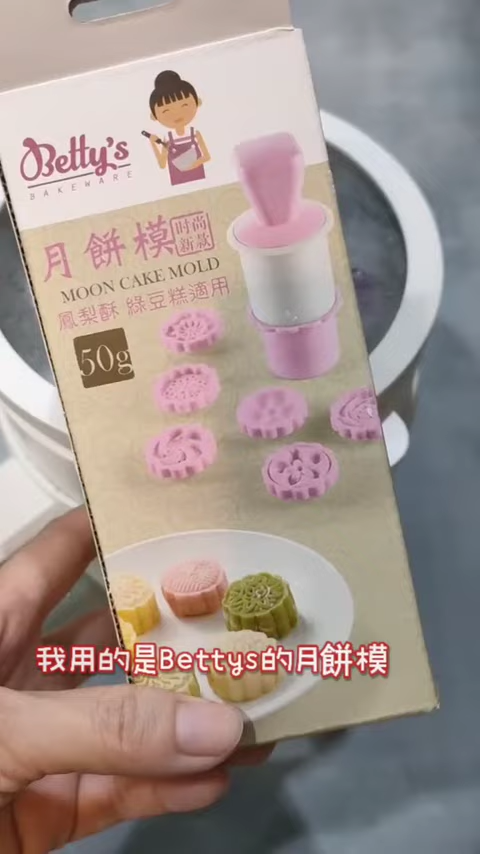 Betty's
BAKEWARE
月餅模 时尚新款
MOON CAKE MOLD
鳳梨酥 綠豆糕適用
50g
我用的是Bettys的月餅模